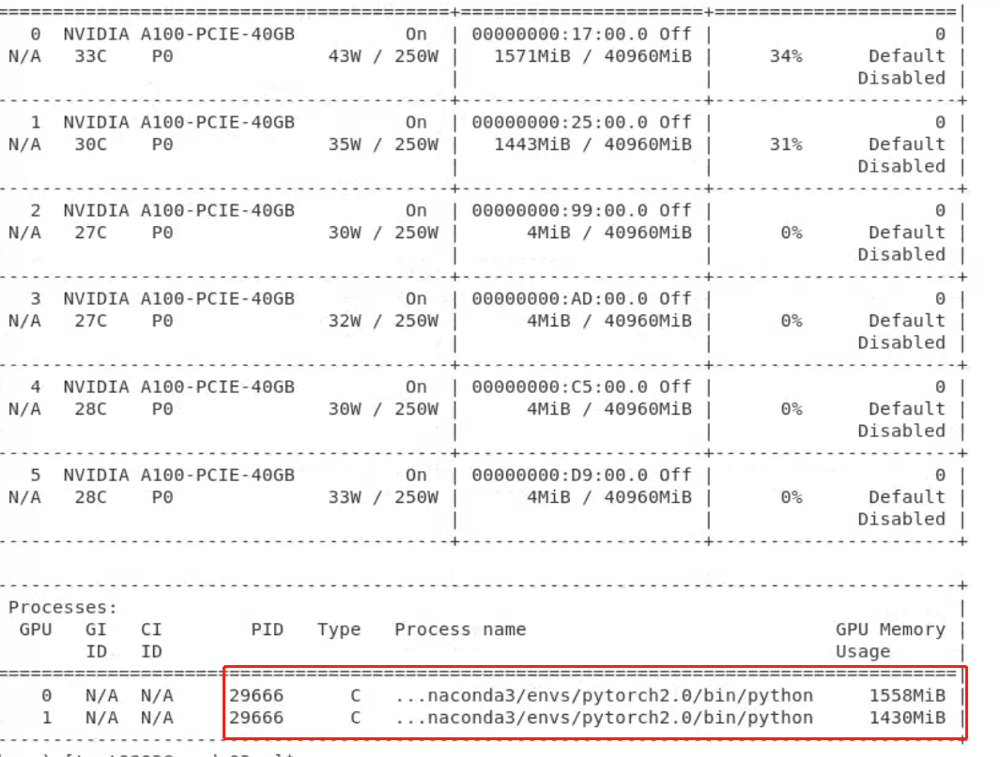 =========================================+======================+======================|
0  NVIDIA A100-PCIE-40GB          On  | 00000000:17:00.0 Off |                    0 |
N/A   33C    P0              43W / 250W |   1571MiB / 40960MiB |     34%      Default |
|                      |             Disabled |
-----------------------------------------+----------------------+----------------------+
1  NVIDIA A100-PCIE-40GB          On  | 00000000:25:00.0 Off |                    0 |
N/A   30C    P0              35W / 250W |   1443MiB / 40960MiB |     31%      Default |
|                      |             Disabled |
-----------------------------------------+----------------------+----------------------+
2  NVIDIA A100-PCIE-40GB          On  | 00000000:99:00.0 Off |                    0 |
N/A   27C    P0              30W / 250W |      4MiB / 40960MiB |      0%      Default |
|                      |             Disabled |
-----------------------------------------+----------------------+----------------------+
3  NVIDIA A100-PCIE-40GB          On  | 00000000:AD:00.0 Off |                    0 |
N/A   27C    P0              32W / 250W |      4MiB / 40960MiB |      0%      Default |
|                      |             Disabled |
-----------------------------------------+----------------------+----------------------+
4  NVIDIA A100-PCIE-40GB          On  | 00000000:C5:00.0 Off |                    0 |
N/A   28C    P0              30W / 250W |      4MiB / 40960MiB |      0%      Default |
|                      |             Disabled |
-----------------------------------------+----------------------+----------------------+
5  NVIDIA A100-PCIE-40GB          On  | 00000000:D9:00.0 Off |                    0 |
N/A   28C    P0              33W / 250W |      4MiB / 40960MiB |      0%      Default |
|                      |             Disabled |
-----------------------------------------+----------------------+----------------------+
---------------------------------------------------------------------------------------+
Processes:                                                                             |
GPU   GI   CI        PID   Type   Process name                            GPU Memory |
ID   ID                                                             Usage      |
=======================================================================================|
0   N/A  N/A     29666      C   ...naconda3/envs/pytorch2.0/bin/python     1558MiB |
1   N/A  N/A     29666      C   ...naconda3/envs/pytorch2.0/bin/python     1430MiB |
---------------------------------------------------------------------------------------+